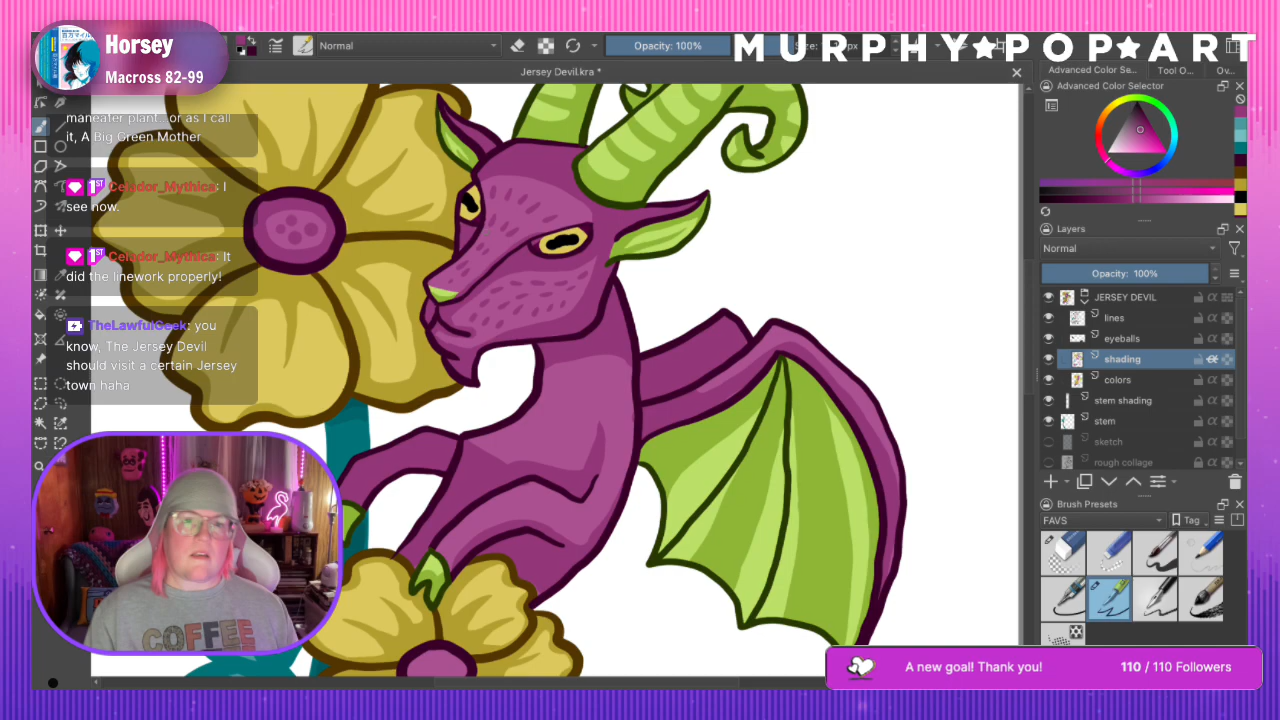 Horsey
Macross 82-99
MURPHY★POP★ART
Normal
Opacity: 100%
Jersey Devil.kra *
Advanced Color Se...
Tool O...
Ov...
Advanced Color Selector
maneater plant...or as I call
it, A Big Green Mother
1ST Celador_Mythica: I
see now.
1ST Celador_Mythica: It
did the linework properly!
TheLawfulGeek: you
know, The Jersey Devil
should visit a certain Jersey
town haha
Layers
Normal
Opacity: 100%
JERSEY DEVIL
lines
eyeballs
shading
colors
stem shading
stem
sketch
rough collage
Brush Presets
FAVS
Tag
COFFEE
A new goal! Thank you!
110 / 110 Followers